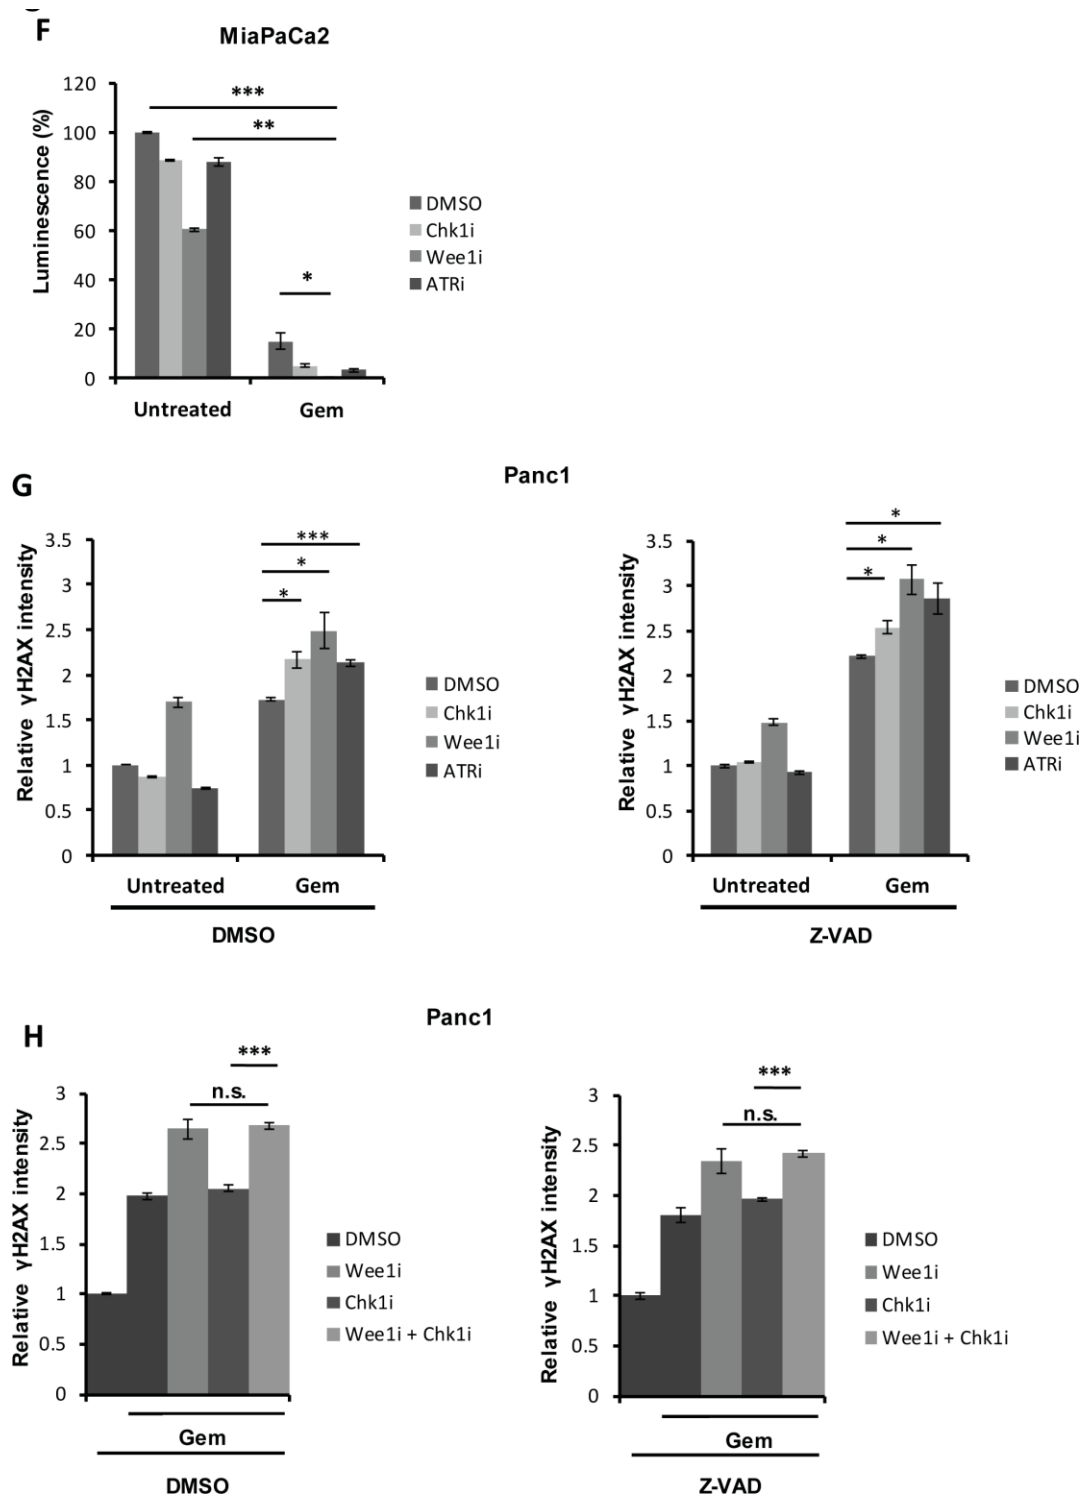 F
MiaPaCa2
Luminescence (%)
120
100
80
60
40
20
0
***
**
*
DMSO
Chk1i
Wee1i
ATRi
Untreated
Gem
G
Panc1
Relative γH2AX intensity
3.5
3
2.5
2
1.5
1
0.5
0
***
*
*
DMSO
Chk1i
Wee1i
ATRi
Untreated
Gem
DMSO
Relative γH2AX intensity
3.5
3
2.5
2
1.5
1
0.5
0
*
*
*
DMSO
Chk1i
Wee1i
ATRi
Untreated
Gem
Z-VAD
H
Panc1
Relative γH2AX intensity
3
2.5
2
1.5
1
0.5
0
***
n.s.
DMSO
Wee1i
Chk1i
Wee1i + Chk1i
Gem
DMSO
Relative γH2AX intensity
3
2.5
2
1.5
1
0.5
0
***
n.s.
DMSO
Wee1i
Chk1i
Wee1i + Chk1i
Gem
Z-VAD